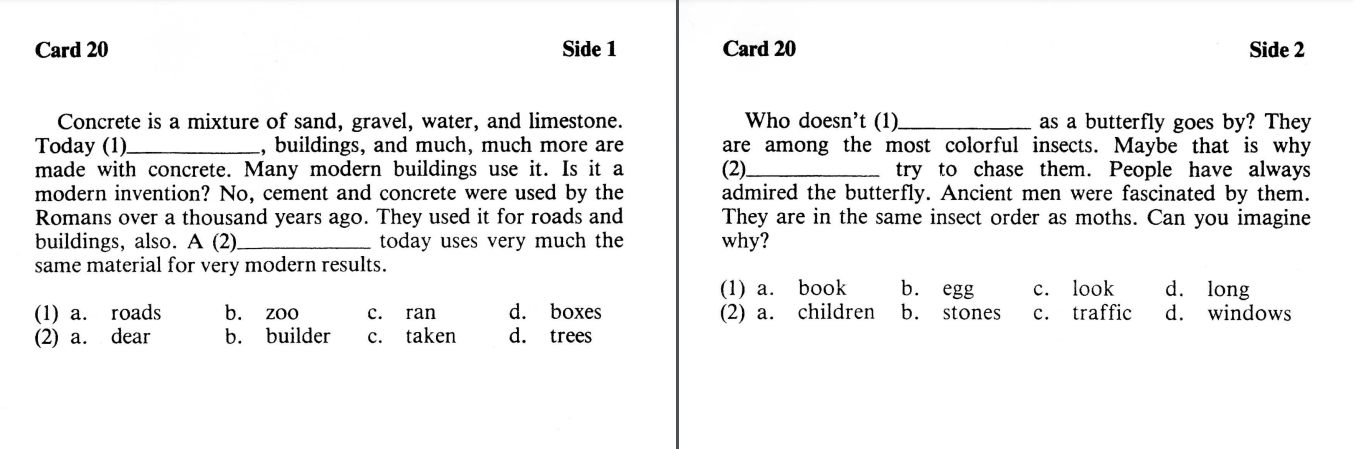 Card 20 Side 1
Concrete is a mixture of sand, gravel, water, and limestone.
Today (1)____________, buildings, and much, much more are
made with concrete. Many modern buildings use it. Is it a
modern invention? No, cement and concrete were used by the
Romans over a thousand years ago. They used it for roads and
buildings, also. A (2)____________ today uses very much the
same material for very modern results.
(1) a. roads b. zoo c. ran d. boxes
(2) a. dear b. builder c. taken d. trees
Card 20 Side 2
Who doesn't (1)____________ as a butterfly goes by? They
are among the most colorful insects. Maybe that is why
(2)____________ try to chase them. People have always
admired the butterfly. Ancient men were fascinated by them.
They are in the same insect order as moths. Can you imagine
why?
(1) a. book b. egg c. look d. long
(2) a. children b. stones c. traffic d. windows